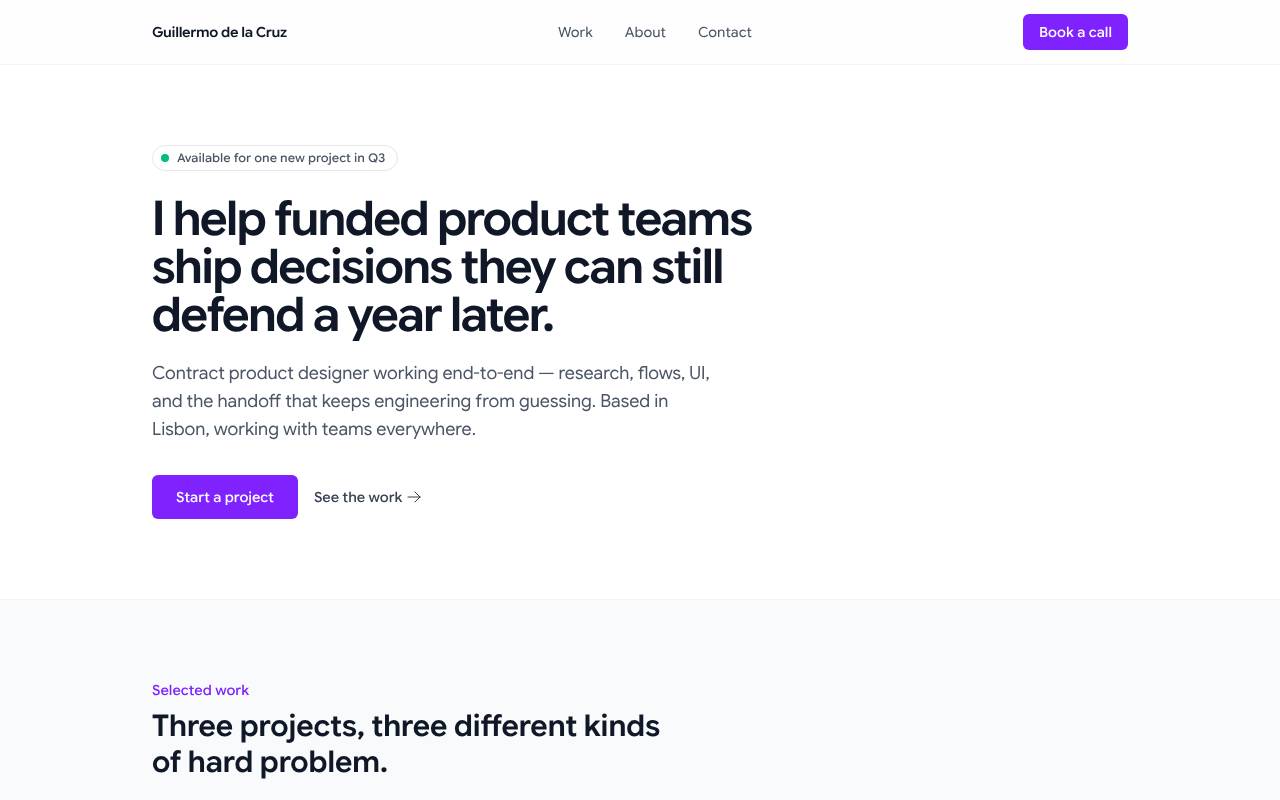 Guillermo de la Cruz
Work
About
Contact
Book a call
Available for one new project in Q3
I help funded product teams
ship decisions they can still
defend a year later.
Contract product designer working end-to-end — research, flows, UI,
and the handoff that keeps engineering from guessing. Based in
Lisbon, working with teams everywhere.
Start a project
See the work →
Selected work
Three projects, three different kinds
of hard problem.